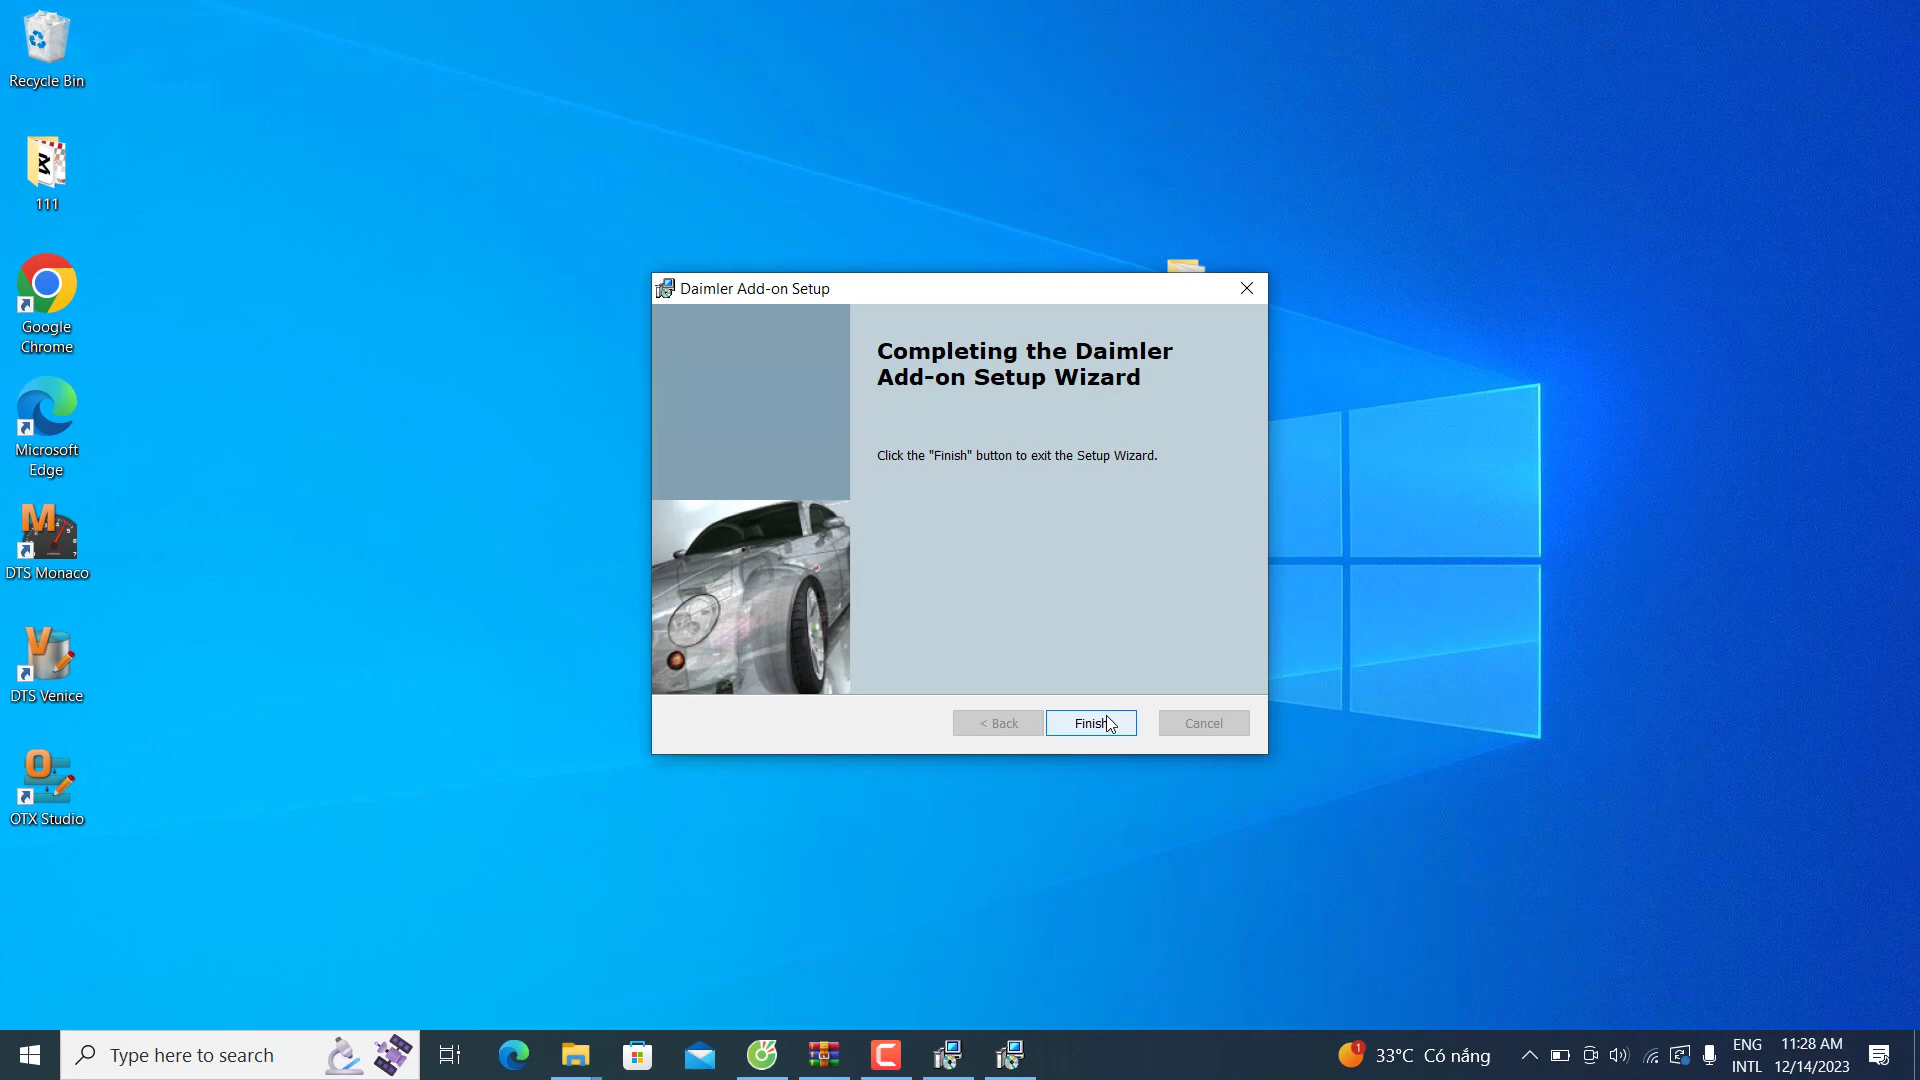 Recycle Bin
111
Google
Chrome
Microsoft
Edge
DTS Monaco
DTS Venice
OTX Studio
Daimler Add-on Setup
Completing the Daimler
Add-on Setup Wizard
Click the "Finish" button to exit the Setup Wizard.
< Back
Finish
Cancel
Type here to search
1
33°C Có nắng
ENG
INTL
11:28 AM
12/14/2023